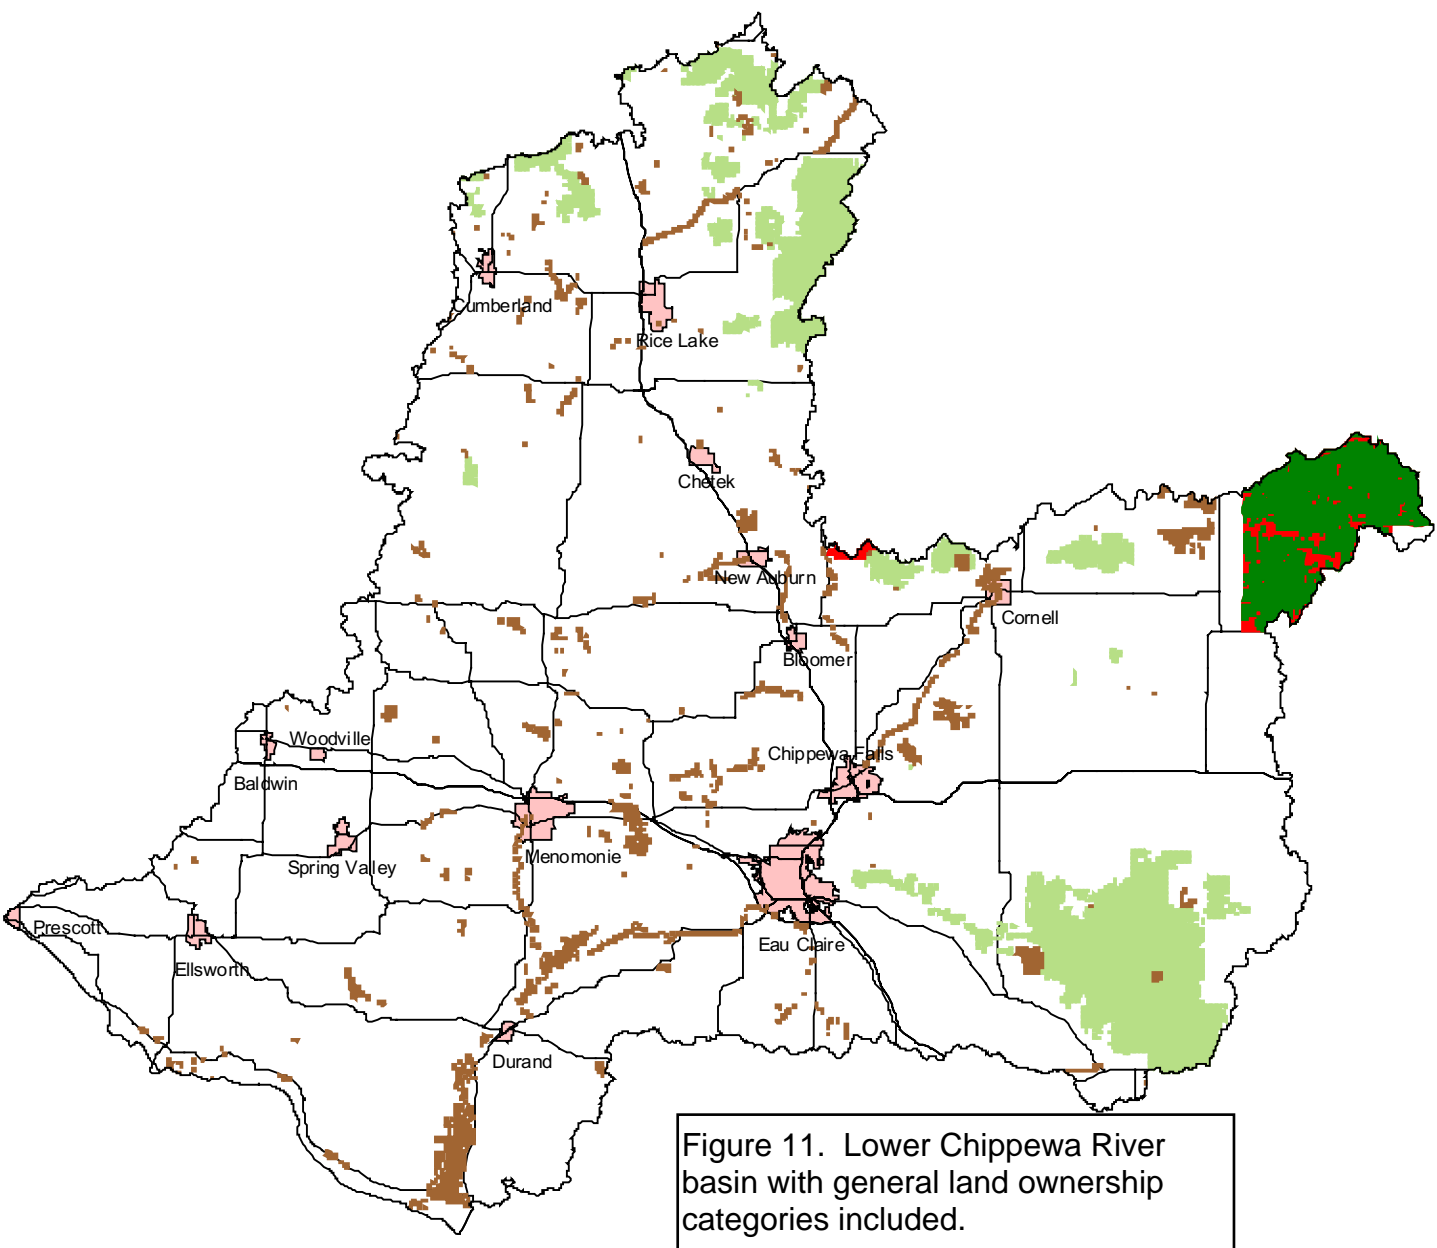 Cumberland
Rice Lake
Chetek
New Auburn
Cornell
Bloomer
Woodville
Chippewa Falls
Baldwin
Menomonie
Spring Valley
Prescott
Eau Claire
Ellsworth
Durand
Figure 11. Lower Chippewa River
basin with general land ownership
categories included.